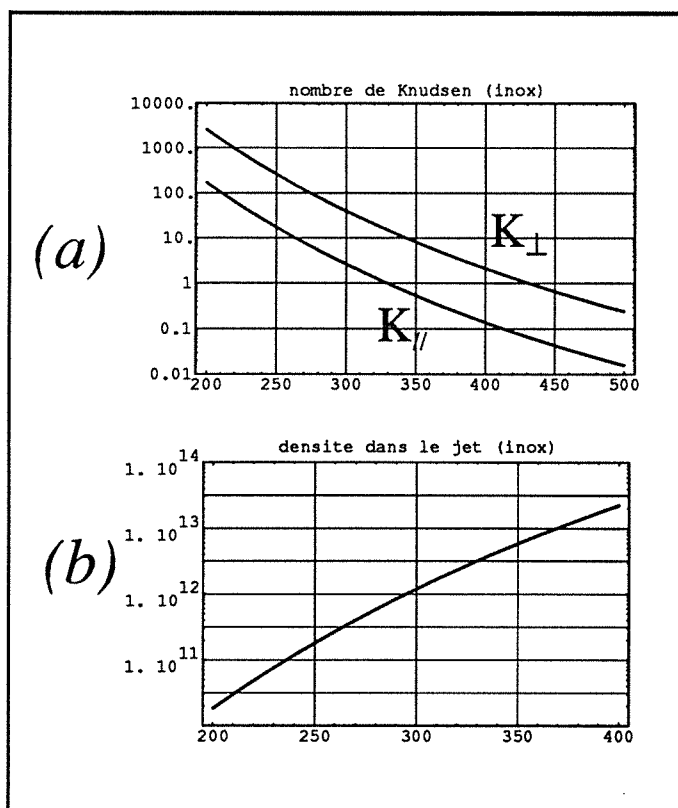 nombre de Knudsen (inox)
10000.
1000.
100.
10.
1
0.1
0.01
(a)
K⊥
K//
200 250 300 350 400 450 500
densite dans le jet (inox)
1. 10^14
1. 10^13
1. 10^12
1. 10^11
(b)
200 250 300 350 400